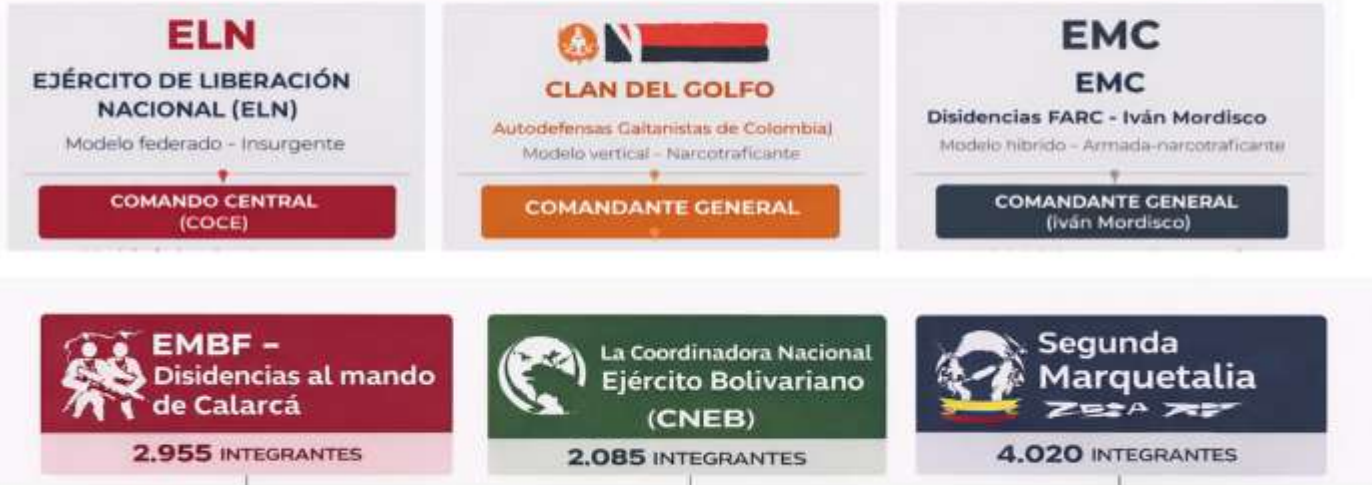 ELN
EJÉRCITO DE LIBERACIÓN
NACIONAL (ELN)
Modelo federado - Insurgente
COMANDO CENTRAL
(COCE)
CLAN DEL GOLFO
Autodefensas Gaitanistas de Colombia)
Modelo vertical - Narcotraficante
COMANDANTE GENERAL
EMC
EMC
Disidencias FARC - Iván Mordisco
Modelo híbrido - Armada-narcotraficante
COMANDANTE GENERAL
(Iván Mordisco)
EMBF –
Disidencias al mando
de Calarcá
2.955 INTEGRANTES
La Coordinadora Nacional
Ejército Bolivariano
(CNEB)
2.085 INTEGRANTES
Segunda
Marquetalia
4.020 INTEGRANTES